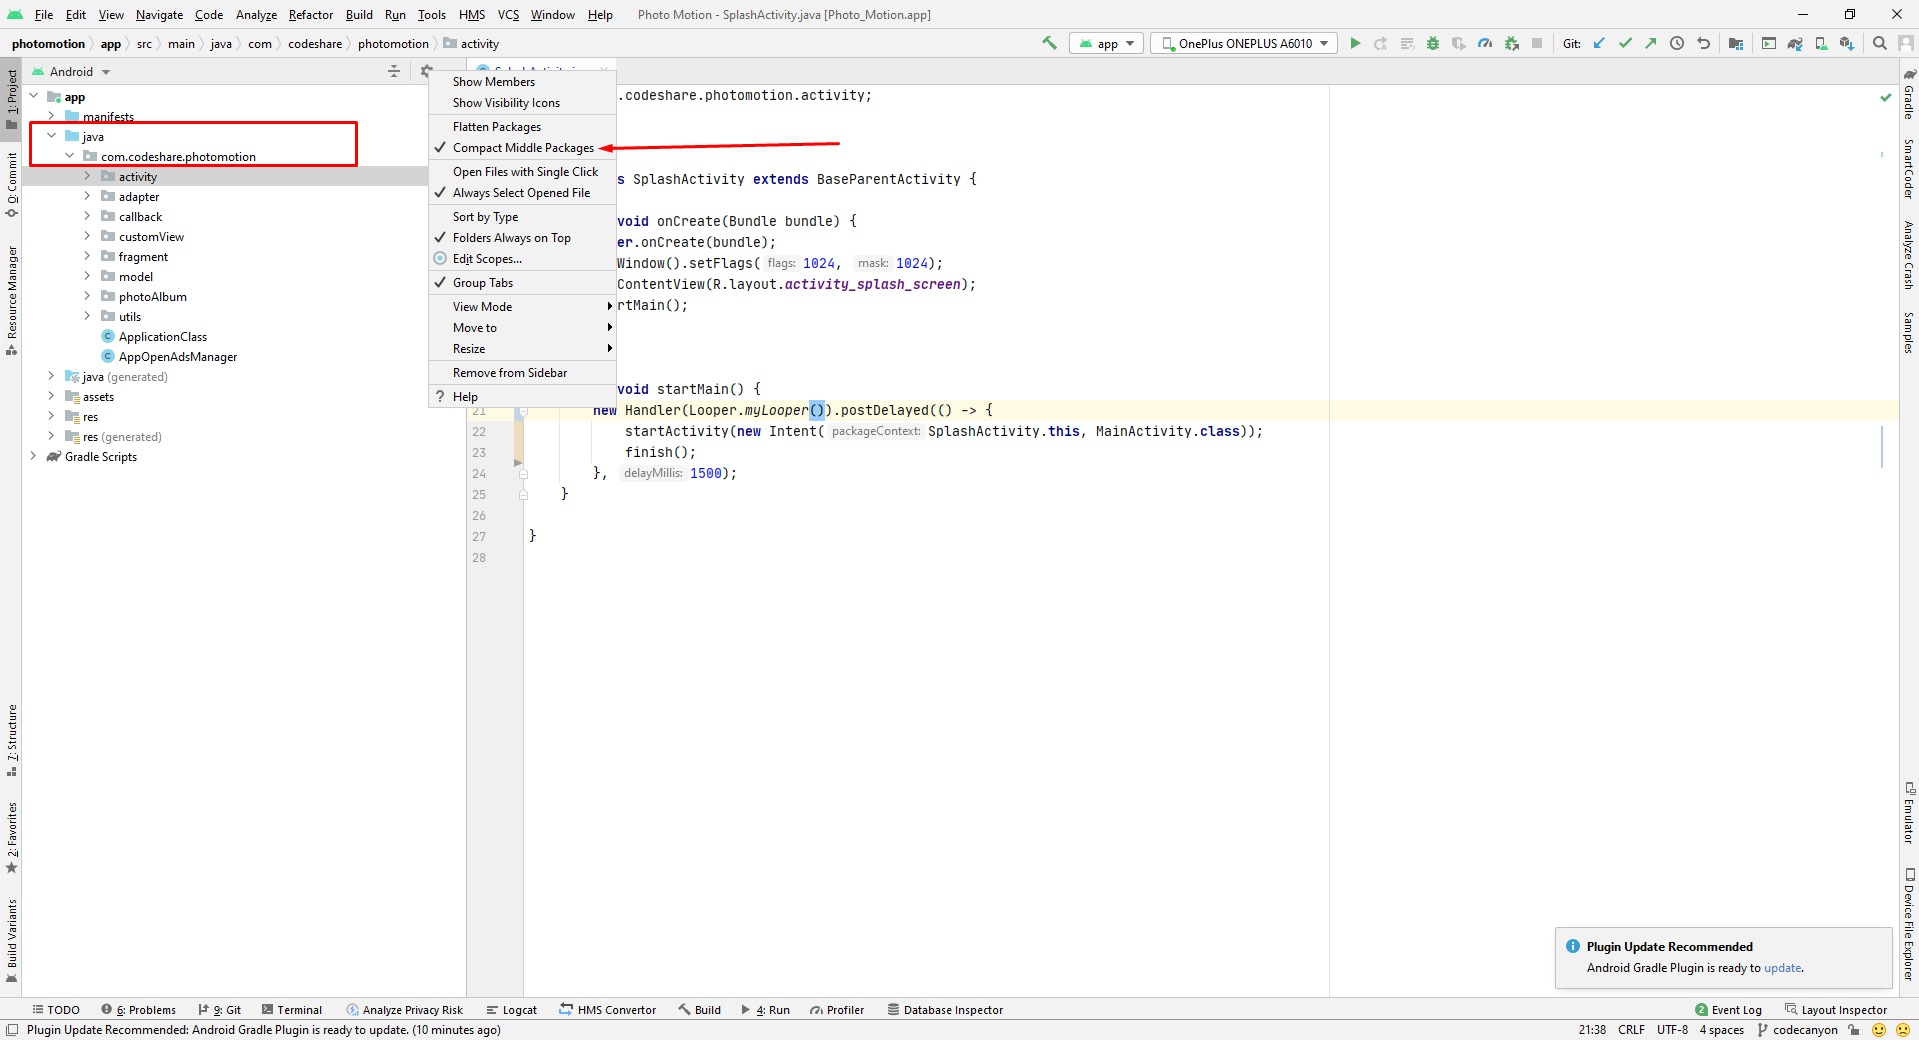 File Edit View Navigate Code Analyze Refactor Build Run Tools HMS VCS Window Help Photo Motion - SplashActivity.java [Photo_Motion.app]
photomotion app src main java com codeshare photomotion activity app OnePlus ONEPLUS A6010 Git:
Android
app
manifests
java
com.codeshare.photomotion
activity
adapter
callback
customView
fragment
model
photoAlbum
utils
ApplicationClass
AppOpenAdsManager
java (generated)
assets
res
res (generated)
Gradle Scripts
Show Members
Show Visibility Icons
Flatten Packages
Compact Middle Packages
Open Files with Single Click
Always Select Opened File
Sort by Type
Folders Always on Top
Edit Scopes...
Group Tabs
View Mode
Move to
Resize
Remove from Sidebar
? Help
.codeshare.photomotion.activity;
s SplashActivity extends BaseParentActivity {
void onCreate(Bundle bundle) {
er.onCreate(bundle);
Window().setFlags( flags: 1024, mask: 1024);
ContentView(R.layout.activity_splash_screen);
rtMain();
void startMain() {
21 new Handler(Looper.myLooper()).postDelayed(() -> {
22 startActivity(new Intent( packageContext: SplashActivity.this, MainActivity.class));
23 finish();
24 }, delayMillis: 1500);
25 }
26
27 }
28
1: Project
0: Commit
Resource Manager
7: Structure
2: Favorites
Build Variants
Gradle
SmartCoder
Analyze Crash
Samples
Emulator
Device File Explorer
Plugin Update Recommended
Android Gradle Plugin is ready to update.
TODO 6: Problems 9: Git Terminal Analyze Privacy Risk Logcat HMS Convertor Build 4: Run Profiler Database Inspector 2 Event Log Layout Inspector
Plugin Update Recommended: Android Gradle Plugin is ready to update. (10 minutes ago) 21:38 CRLF UTF-8 4 spaces codecanyon